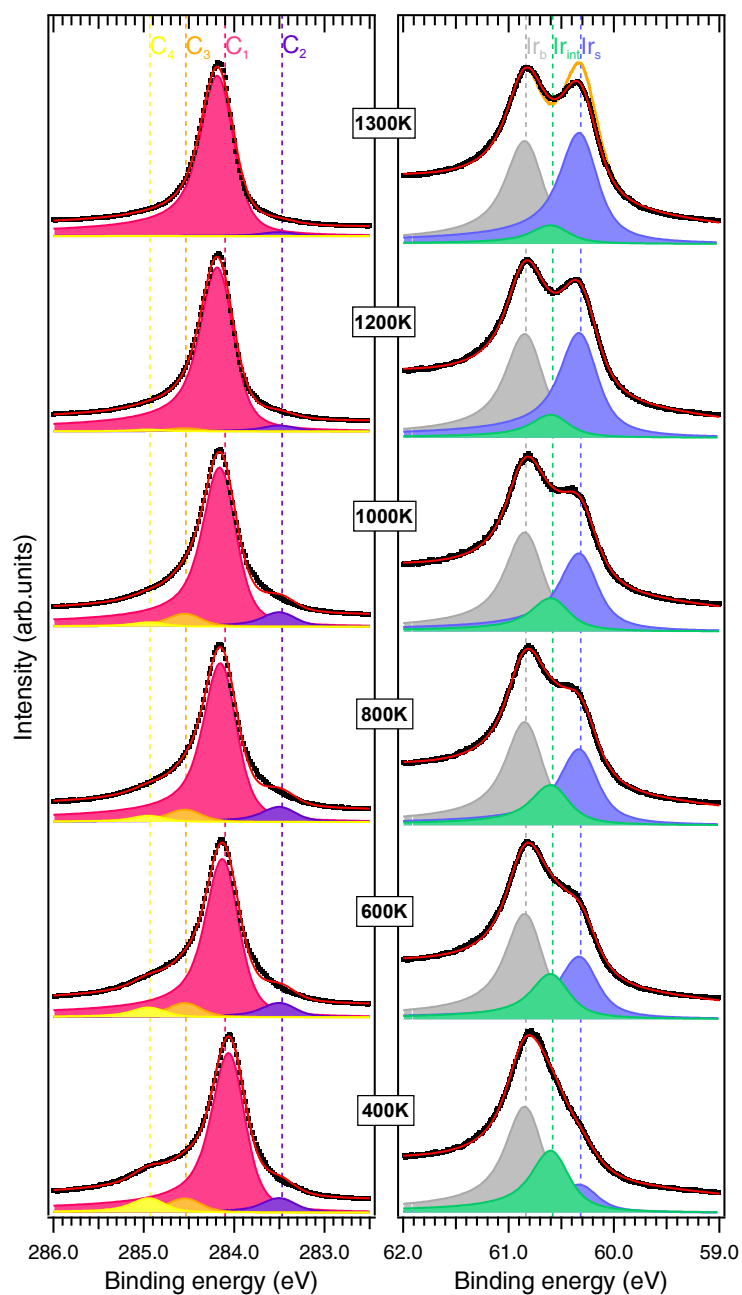 C4 C3 C1 C2
Irb Irint Irs
1300K
1200K
1000K
800K
600K
400K
Intensity (arb.units)
286.0 285.0 284.0 283.0
62.0 61.0 60.0 59.0
Binding energy (eV)
Binding energy (eV)